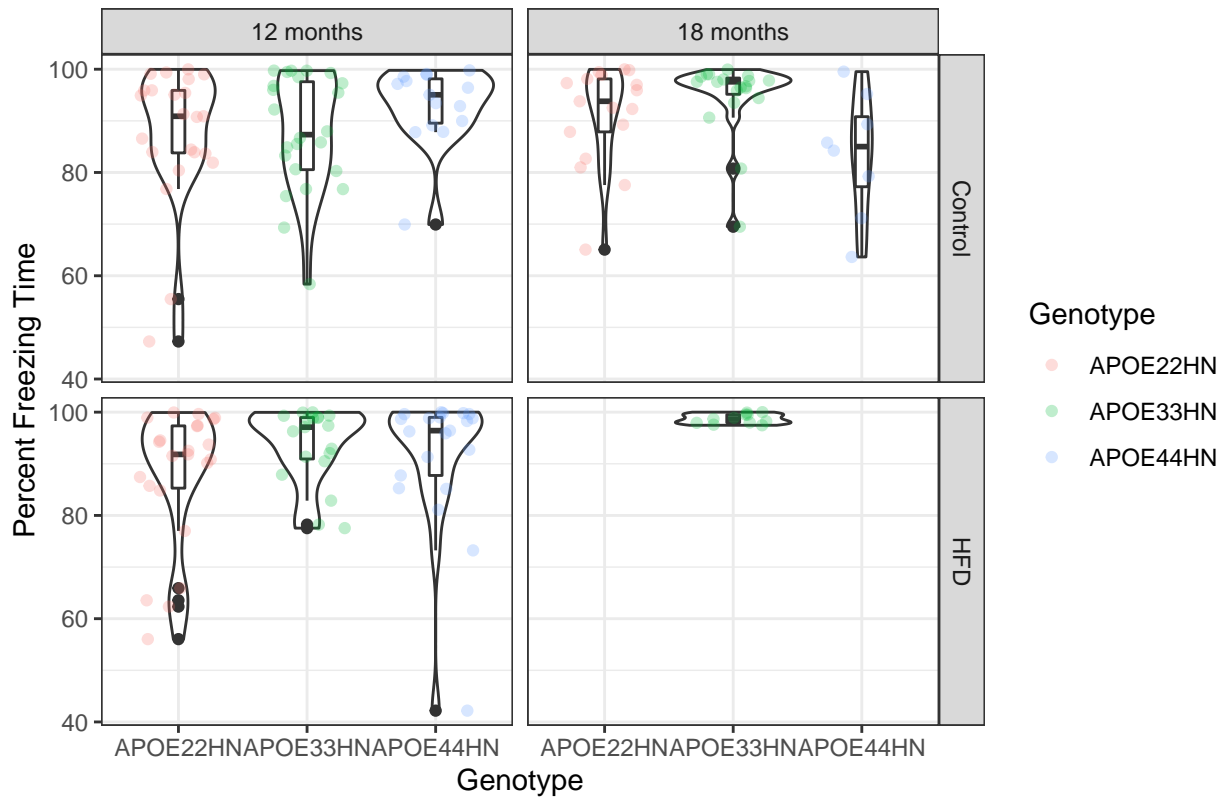 12 months
18 months
Percent Freezing Time
100
80
60
40
Control
100
80
60
40
HFD
APOE22HN APOE33HN APOE44HN
APOE22HN APOE33HN APOE44HN
Genotype
Genotype
APOE22HN
APOE33HN
APOE44HN